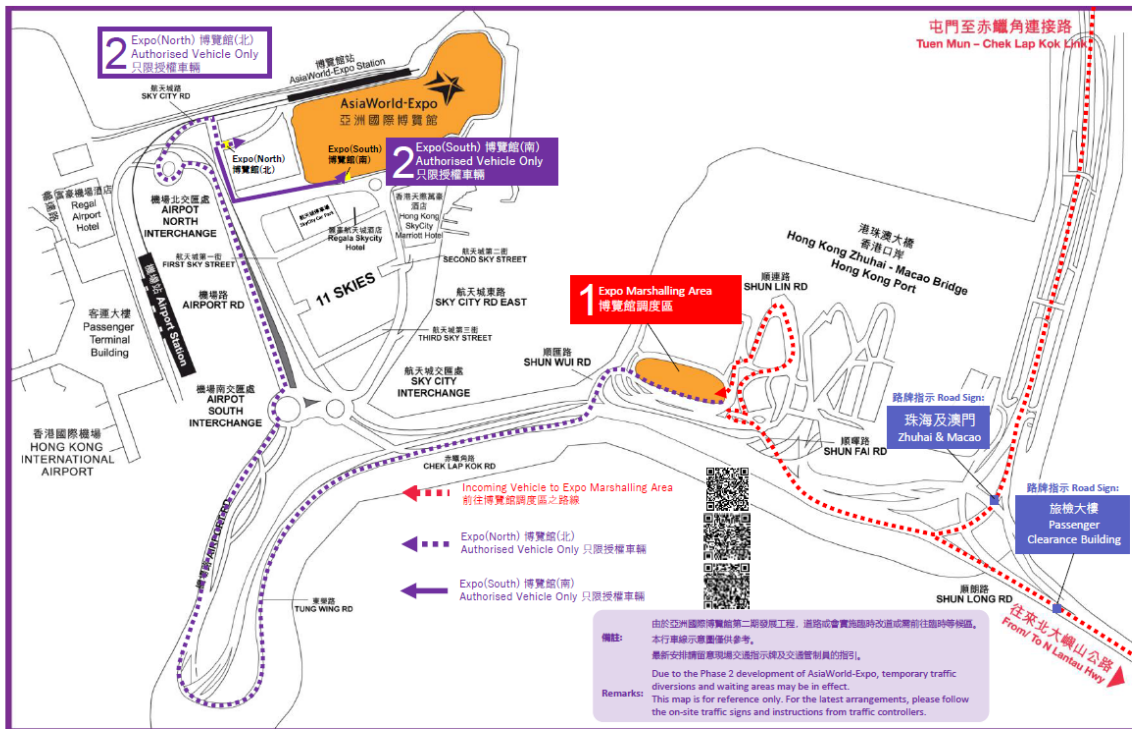 屯門至赤鱲角連接路
Tuen Mun – Chek Lap Kok Link
2
Expo(North) 博覽館(北)
Authorised Vehicle Only
只限授權車輛
博覽館站
AsiaWorld-Expo Station
航天城路
SKY CITY RD
AsiaWorld-Expo
亞洲國際博覽館
Expo(North)
博覽館(北)
Expo(South)
博覽館(南)
2
Expo(South) 博覽館(南)
Authorised Vehicle Only
只限授權車輛
富豪機場酒店
Regal
Airport
Hotel
機場北交匯處
AIRPOT
NORTH
INTERCHANGE
航天城停車場
SkyCity Car Park
富豪航天城酒店
Regala Skycity
Hotel
香港天際萬豪
酒店
Hong Kong
SkyCity
Marriott Hotel
航天城第一街
FIRST SKY STREET
航天城第二街
SECOND SKY STREET
11 SKIES
機場路
AIRPORT RD
航天城東路
SKY CITY RD EAST
機場站 Airport Station
客運大樓
Passenger
Terminal
Building
航天城第三街
THIRD SKY STREET
航天城交匯處
SKY CITY
INTERCHANGE
機場南交匯處
AIRPOT
SOUTH
INTERCHANGE
香港國際機場
HONG KONG
INTERNATIONAL
AIRPORT
港珠澳大橋
香港口岸
Hong Kong Zhuhai - Macao Bridge
Hong Kong Port
順連路
SHUN LIN RD
1
Expo Marshalling Area
博覽館調度區
順匯路
SHUN WUI RD
路牌指示 Road Sign:
珠海及澳門
Zhuhai & Macao
順暉路
SHUN FAI RD
赤鱲角路
CHEK LAP KOK RD
路牌指示 Road Sign:
旅檢大樓
Passenger
Clearance Building
機場路 AIRPORT RD
東榮路
TUNG WING RD
順朗路
SHUN LONG RD
往來北大嶼山公路
From/ To N Lantau Hwy
Incoming Vehicle to Expo Marshalling Area
前往博覽館調度區之路線
Expo(North) 博覽館(北)
Authorised Vehicle Only 只限授權車輛
Expo(South) 博覽館(南)
Authorised Vehicle Only 只限授權車輛
備註:
由於亞洲國際博覽館第二期發展工程，道路或會實施臨時改道或需前往臨時等候區。
本行車線示意圖僅供參考。
最新安排請留意現場交通指示牌及交通管制員的指引。
Remarks:
Due to the Phase 2 development of AsiaWorld-Expo, temporary traffic
diversions and waiting areas may be in effect.
This map is for reference only. For the latest arrangements, please follow
the on-site traffic signs and instructions from traffic controllers.